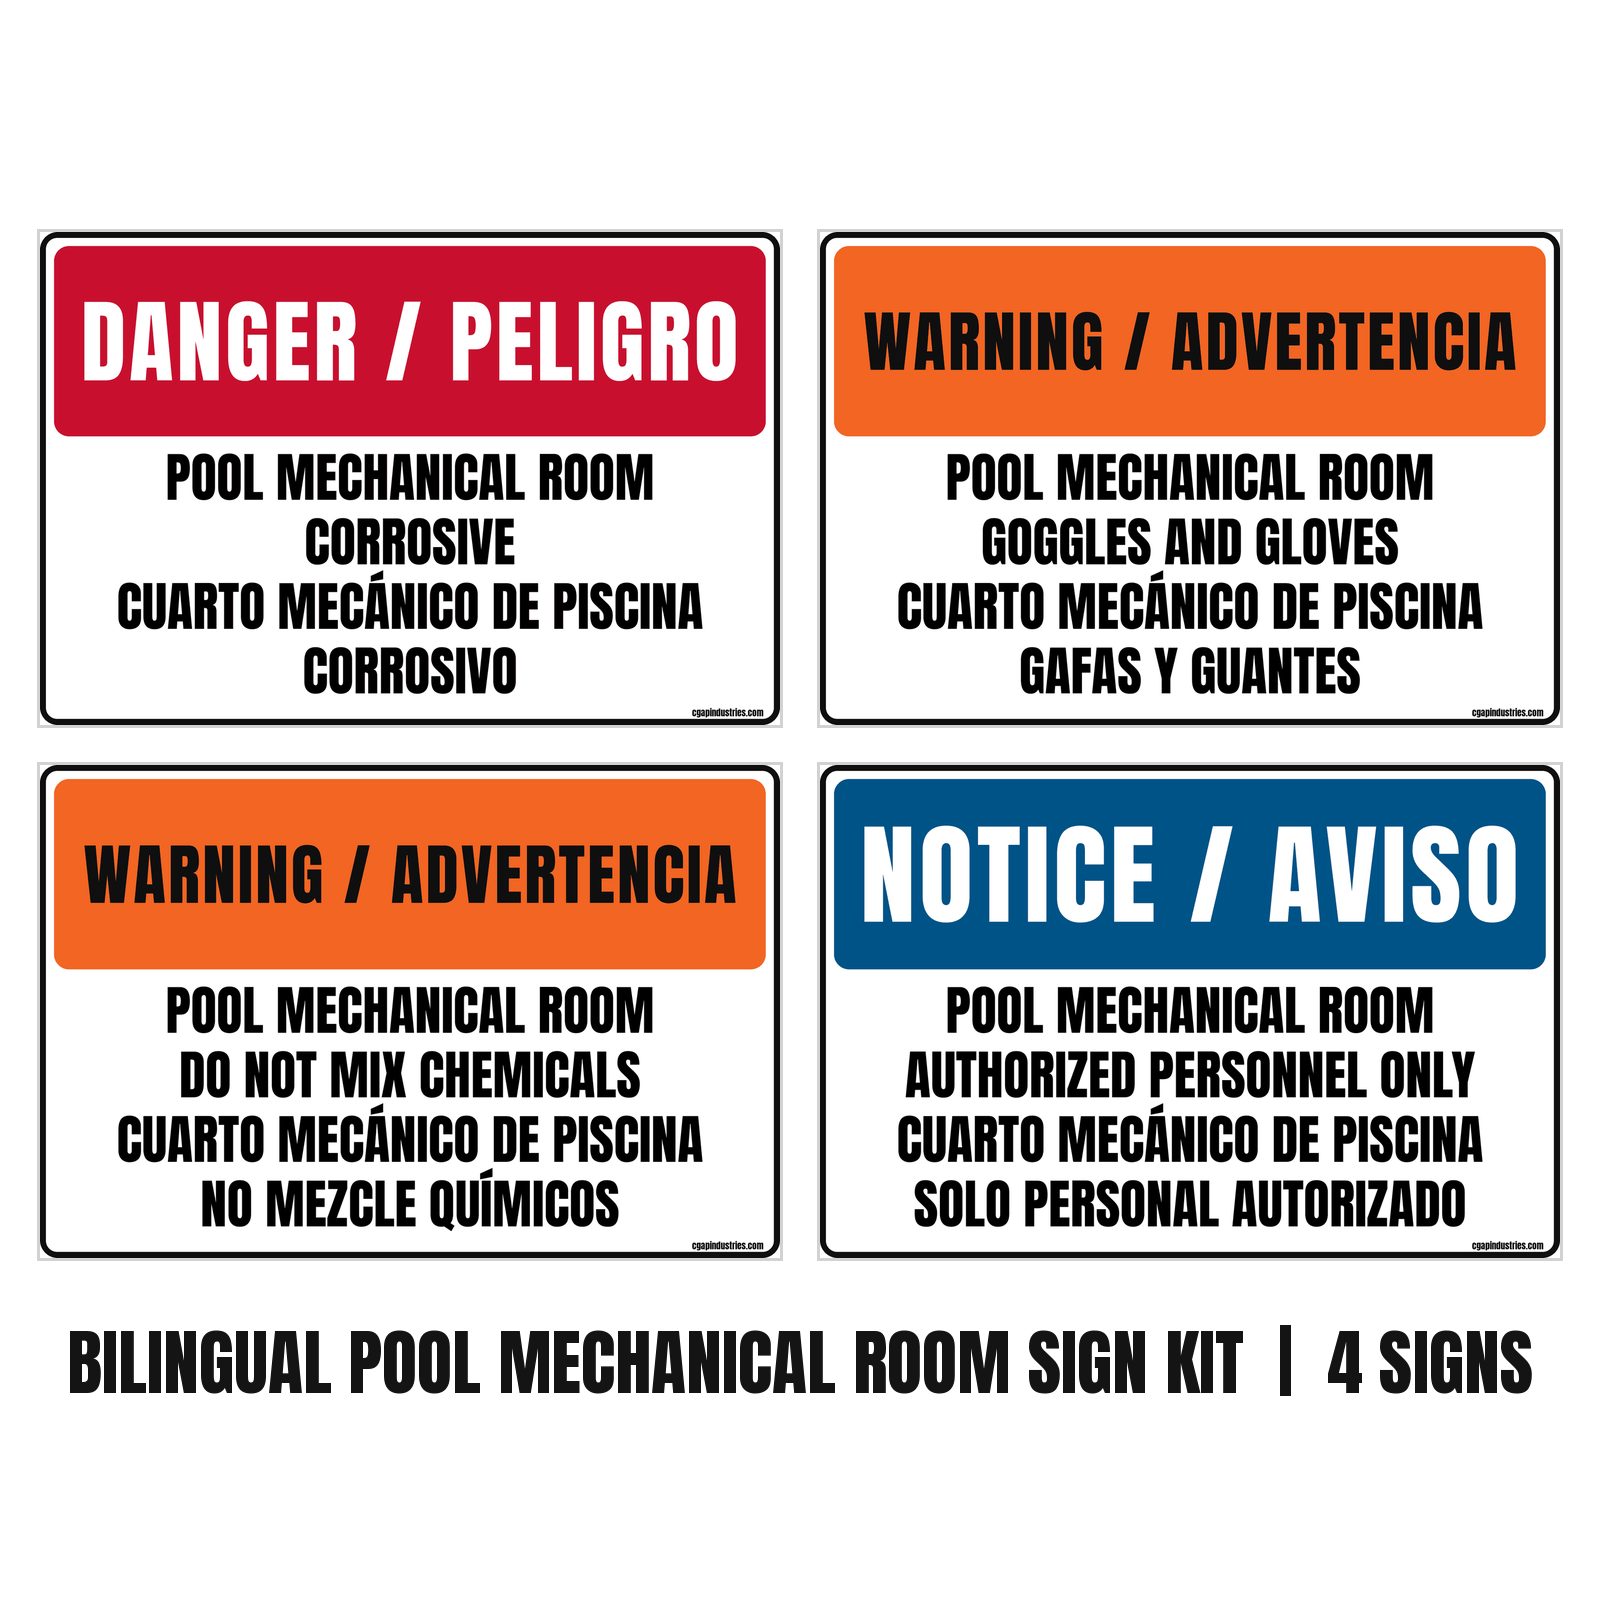 DANGER / PELIGRO
POOL MECHANICAL ROOM
CORROSIVE
CUARTO MECÁNICO DE PISCINA
CORROSIVO
cgapindustries.com
WARNING / ADVERTENCIA
POOL MECHANICAL ROOM
GOGGLES AND GLOVES
CUARTO MECÁNICO DE PISCINA
GAFAS Y GUANTES
cgapindustries.com
WARNING / ADVERTENCIA
POOL MECHANICAL ROOM
DO NOT MIX CHEMICALS
CUARTO MECÁNICO DE PISCINA
NO MEZCLE QUÍMICOS
cgapindustries.com
NOTICE / AVISO
POOL MECHANICAL ROOM
AUTHORIZED PERSONNEL ONLY
CUARTO MECÁNICO DE PISCINA
SOLO PERSONAL AUTORIZADO
cgapindustries.com
BILINGUAL POOL MECHANICAL ROOM SIGN KIT | 4 SIGNS